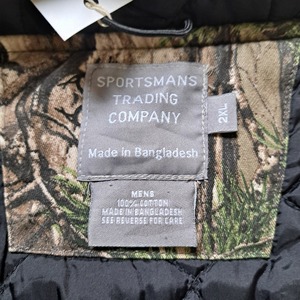 SPORTSMANS
TRADING
COMPANY
2XL
Made in Bangladesh
MENS
100% COTTON
MADE IN BANGLADESH
SEE REVERSE FOR CARE.